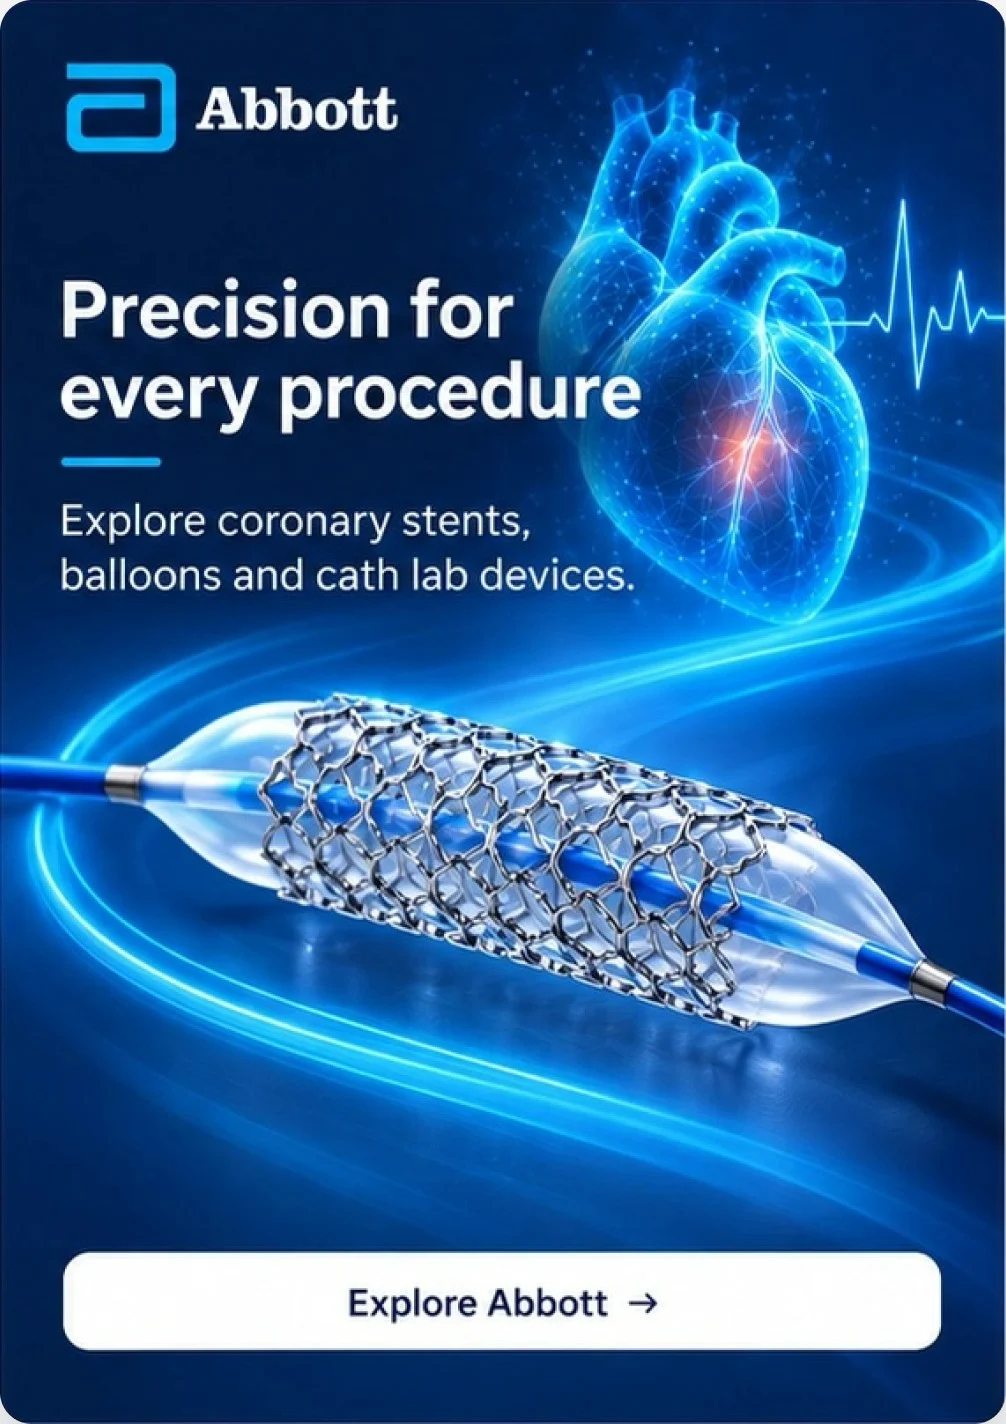 Abbott
Precision for
every procedure
Explore coronary stents,
balloons and cath lab devices.
Explore Abbott →